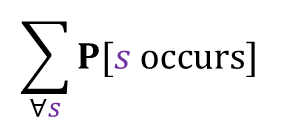 ∑ P[s occurs]
∀s